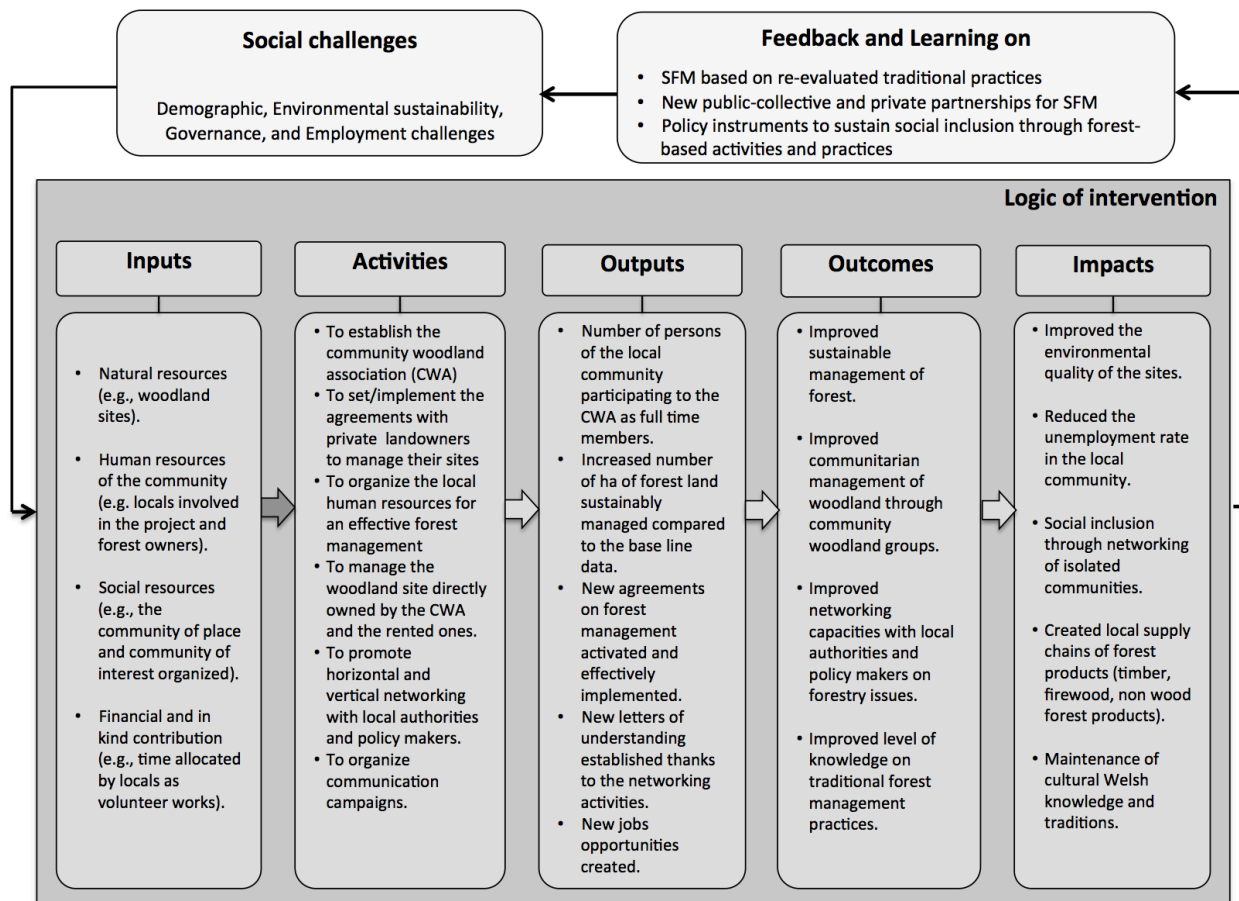 Social challenges
Demographic, Environmental sustainability,
Governance, and Employment challenges
Feedback and Learning on
• SFM based on re-evaluated traditional practices
• New public-collective and private partnerships for SFM
• Policy instruments to sustain social inclusion through forest-
based activities and practices
Logic of intervention
Inputs
• Natural resources
(e.g., woodland
sites).
• Human resources
of the community
(e.g. locals involved
in the project and
forest owners).
• Social resources
(e.g., the
community of place
and community of
interest organized).
• Financial and in
kind contribution
(e.g., time allocated
by locals as
volunteer works).
Activities
• To establish the
community woodland
association (CWA)
• To set/implement the
agreements with
private landowners
to manage their sites
• To organize the local
human resources for
an effective forest
management
• To manage the
woodland site directly
owned by the CWA
and the rented ones.
• To promote
horizontal and
vertical networking
with local authorities
and policy makers.
• To organize
communication
campaigns.
Outputs
• Number of persons
of the local
community
participating to the
CWA as full time
members.
• Increased number
of ha of forest land
sustainably
managed compared
to the base line
data.
• New agreements
on forest
management
activated and
effectively
implemented.
• New letters of
understanding
established thanks
to the networking
activities.
• New jobs
opportunities
created.
Outcomes
• Improved
sustainable
management of
forest.
• Improved
communitarian
management of
woodland through
community
woodland groups.
• Improved
networking
capacities with local
authorities and
policy makers on
forestry issues.
• Improved level of
knowledge on
traditional forest
management
practices.
Impacts
• Improved the
environmental
quality of the sites.
• Reduced the
unemployment rate
in the local
community.
• Social inclusion
through networking
of isolated
communities.
• Created local supply
chains of forest
products (timber,
firewood, non wood
forest products).
• Maintenance of
cultural Welsh
knowledge and
traditions.